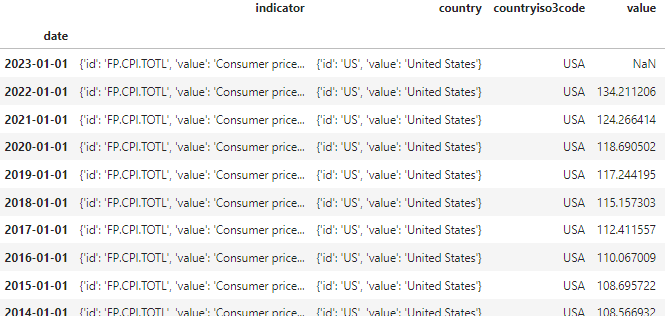 indicator country countryiso3code value
date
2023-01-01 {'id': 'FP.CPI.TOTL', 'value': 'Consumer price... {'id': 'US', 'value': 'United States'} USA NaN
2022-01-01 {'id': 'FP.CPI.TOTL', 'value': 'Consumer price... {'id': 'US', 'value': 'United States'} USA 134.211206
2021-01-01 {'id': 'FP.CPI.TOTL', 'value': 'Consumer price... {'id': 'US', 'value': 'United States'} USA 124.266414
2020-01-01 {'id': 'FP.CPI.TOTL', 'value': 'Consumer price... {'id': 'US', 'value': 'United States'} USA 118.690502
2019-01-01 {'id': 'FP.CPI.TOTL', 'value': 'Consumer price... {'id': 'US', 'value': 'United States'} USA 117.244195
2018-01-01 {'id': 'FP.CPI.TOTL', 'value': 'Consumer price... {'id': 'US', 'value': 'United States'} USA 115.157303
2017-01-01 {'id': 'FP.CPI.TOTL', 'value': 'Consumer price... {'id': 'US', 'value': 'United States'} USA 112.411557
2016-01-01 {'id': 'FP.CPI.TOTL', 'value': 'Consumer price... {'id': 'US', 'value': 'United States'} USA 110.067009
2015-01-01 {'id': 'FP.CPI.TOTL', 'value': 'Consumer price... {'id': 'US', 'value': 'United States'} USA 108.695722
2014-01-01 {'id': 'FP.CPI.TOTL', 'value': 'Consumer price... {'id': 'US', 'value': 'United States'} USA 108.566932